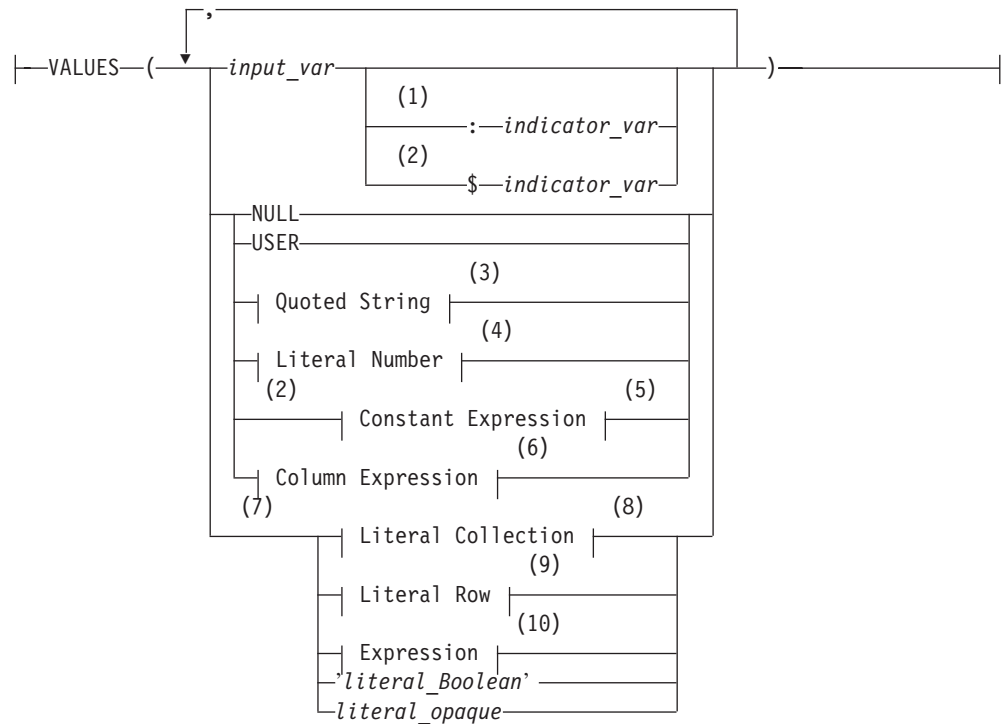 ,
VALUES ( input_var )
(1)
: indicator_var
(2)
$ indicator_var
NULL
USER
(3)
Quoted String
(4)
Literal Number
(2) (5)
Constant Expression
(6)
Column Expression
(7) (8)
Literal Collection
(9)
Literal Row
(10)
Expression
'literal_Boolean'
literal_opaque